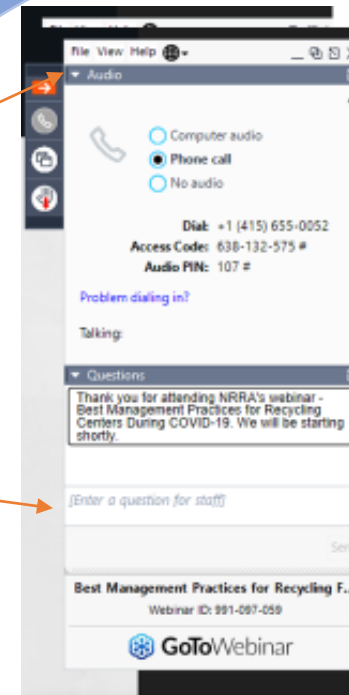 File View Help
Audio
Computer audio
Phone call
No audio
Dial: +1 (415) 655-0052
Access Code: 638-132-575 #
Audio PIN: 107 #
Problem dialing in?
Talking:
Questions
Thank you for attending NRRA's webinar -
Best Management Practices for Recycling
Centers During COVID-19. We will be starting
shortly.
[Enter a question for staff]
Best Management Practices for Recycling F...
Webinar ID: 991-097-059
GoToWebinar